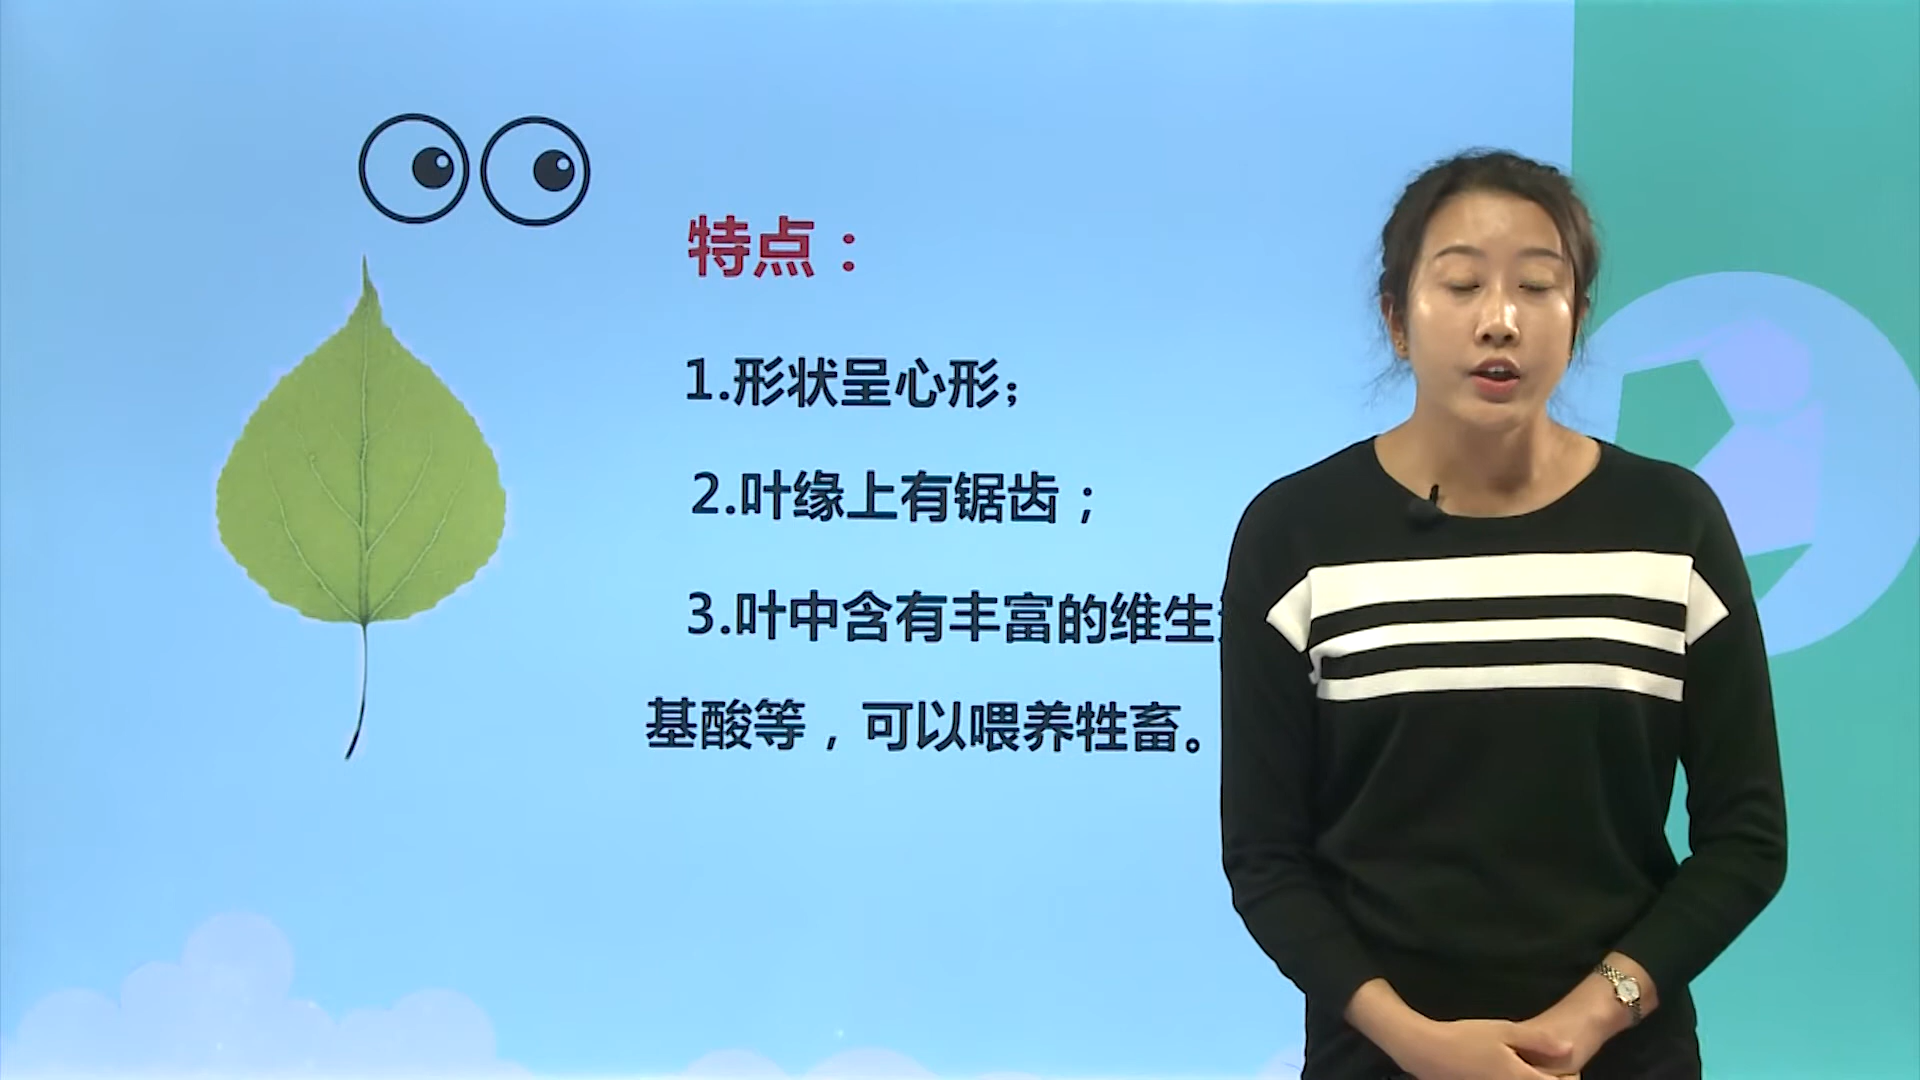 特点：
1.形状呈心形；
2.叶缘上有锯齿；
3.叶中含有丰富的维生
基酸等，可以喂养牲畜。